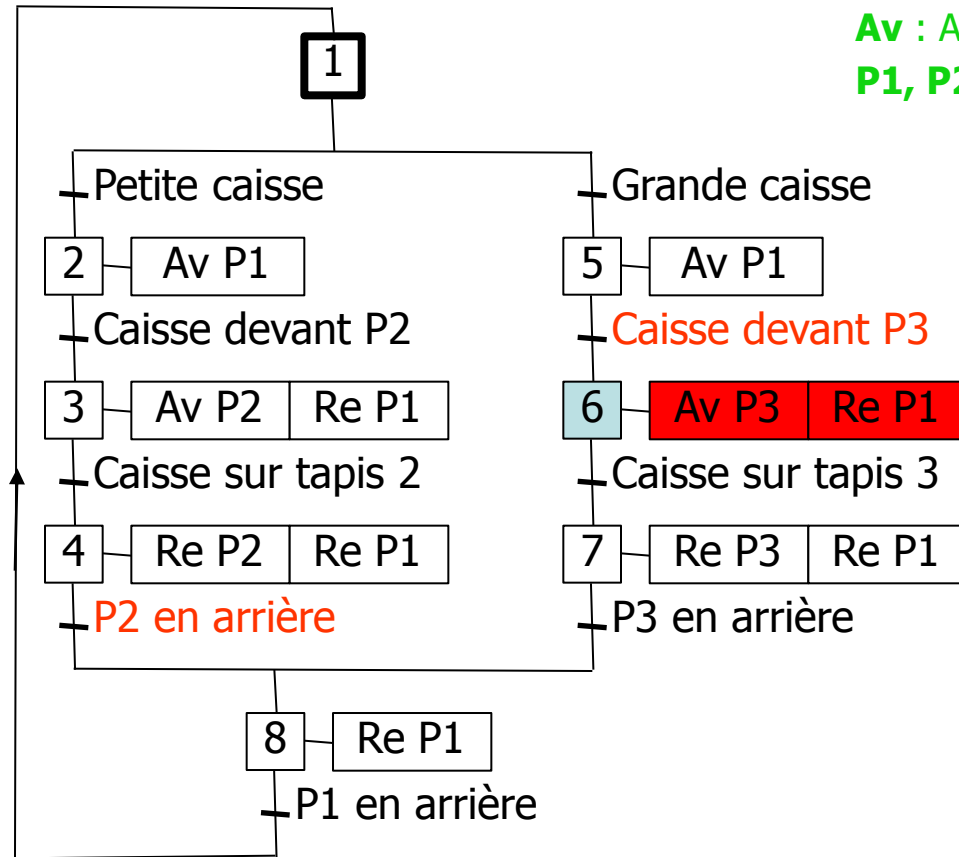 Av : A
P1, P2
1
Petite caisse
Grande caisse
2 Av P1
5 Av P1
Caisse devant P2
Caisse devant P3
3 Av P2 Re P1
6 Av P3 Re P1
Caisse sur tapis 2
Caisse sur tapis 3
4 Re P2 Re P1
7 Re P3 Re P1
P2 en arrière
P3 en arrière
8 Re P1
P1 en arrière